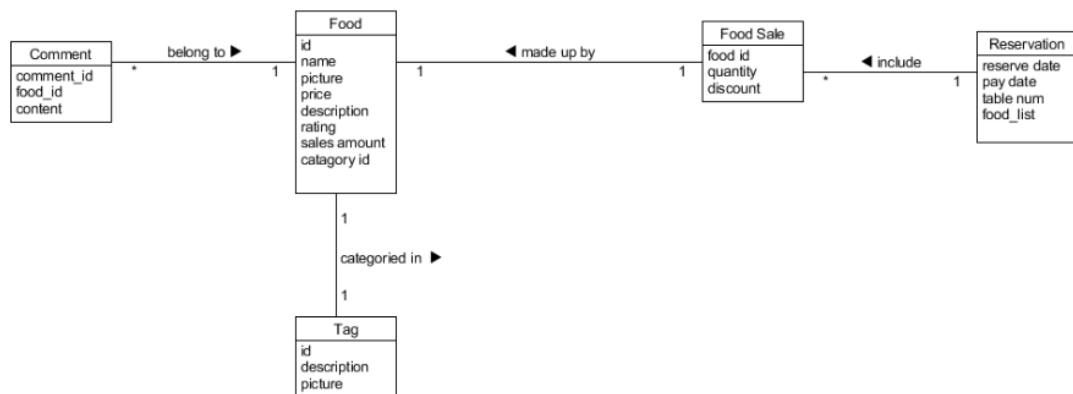 Comment
comment_id
food_id
content
belong to ►
*
1
Food
id
name
picture
price
description
rating
sales amount
catagory id
1
◄ made up by
1
Food Sale
food id
quantity
discount
*
◄ include
1
Reservation
reserve date
pay date
table num
food_list
1
categoried in ►
1
Tag
id
description
picture